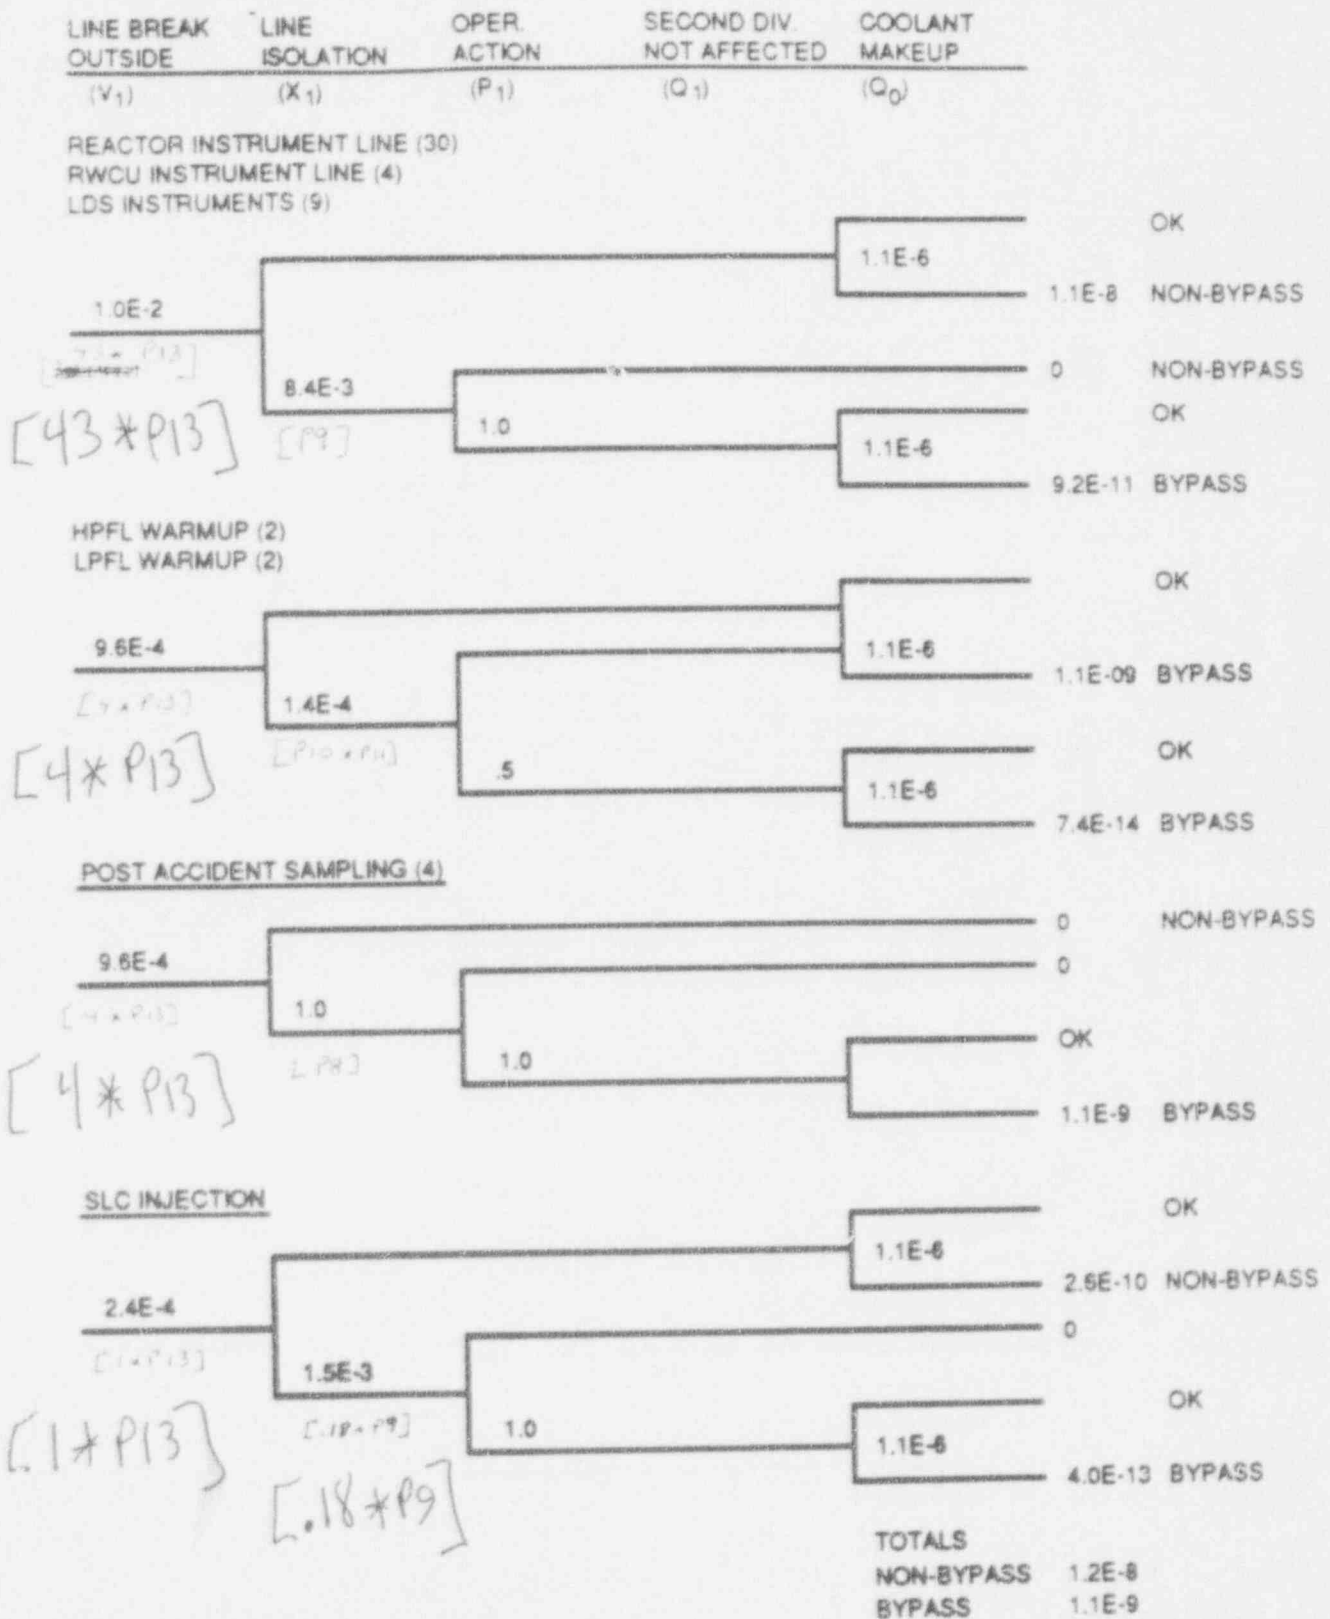 LINE BREAK OUTSIDE
LINE ISOLATION
OPER. ACTION
SECOND DIV. NOT AFFECTED
COOLANT MAKEUP
(V1) (X1) (P1) (Q1) (Q0)
REACTOR INSTRUMENT LINE (30)
RWCU INSTRUMENT LINE (4)
LDS INSTRUMENTS (9)
OK
1.1E-6
1.1E-8 NON-BYPASS
1.0E-2
P13]
0 NON-BYPASS
8.4E-3
OK
[43*P13]
[P9]
1.0
1.1E-6
9.2E-11 BYPASS
HPFL WARMUP (2)
LPFL WARMUP (2)
OK
9.6E-4
1.1E-6
1.1E-09 BYPASS
[4*P13]
1.4E-4
[4*P13]
[P10*P11]
OK
.5
1.1E-6
7.4E-14 BYPASS
POST ACCIDENT SAMPLING (4)
0 NON-BYPASS
9.6E-4
0
[4*P13]
1.0
OK
[4*P13]
[P8]
1.0
1.1E-9 BYPASS
SLC INJECTION
OK
1.1E-6
2.6E-10 NON-BYPASS
2.4E-4
0
[1*P13]
1.5E-3
OK
[.1*P13]
[.18*P9]
1.0
1.1E-6
4.0E-13 BYPASS
[.18*P9]
TOTALS
NON-BYPASS 1.2E-8
BYPASS 1.1E-9